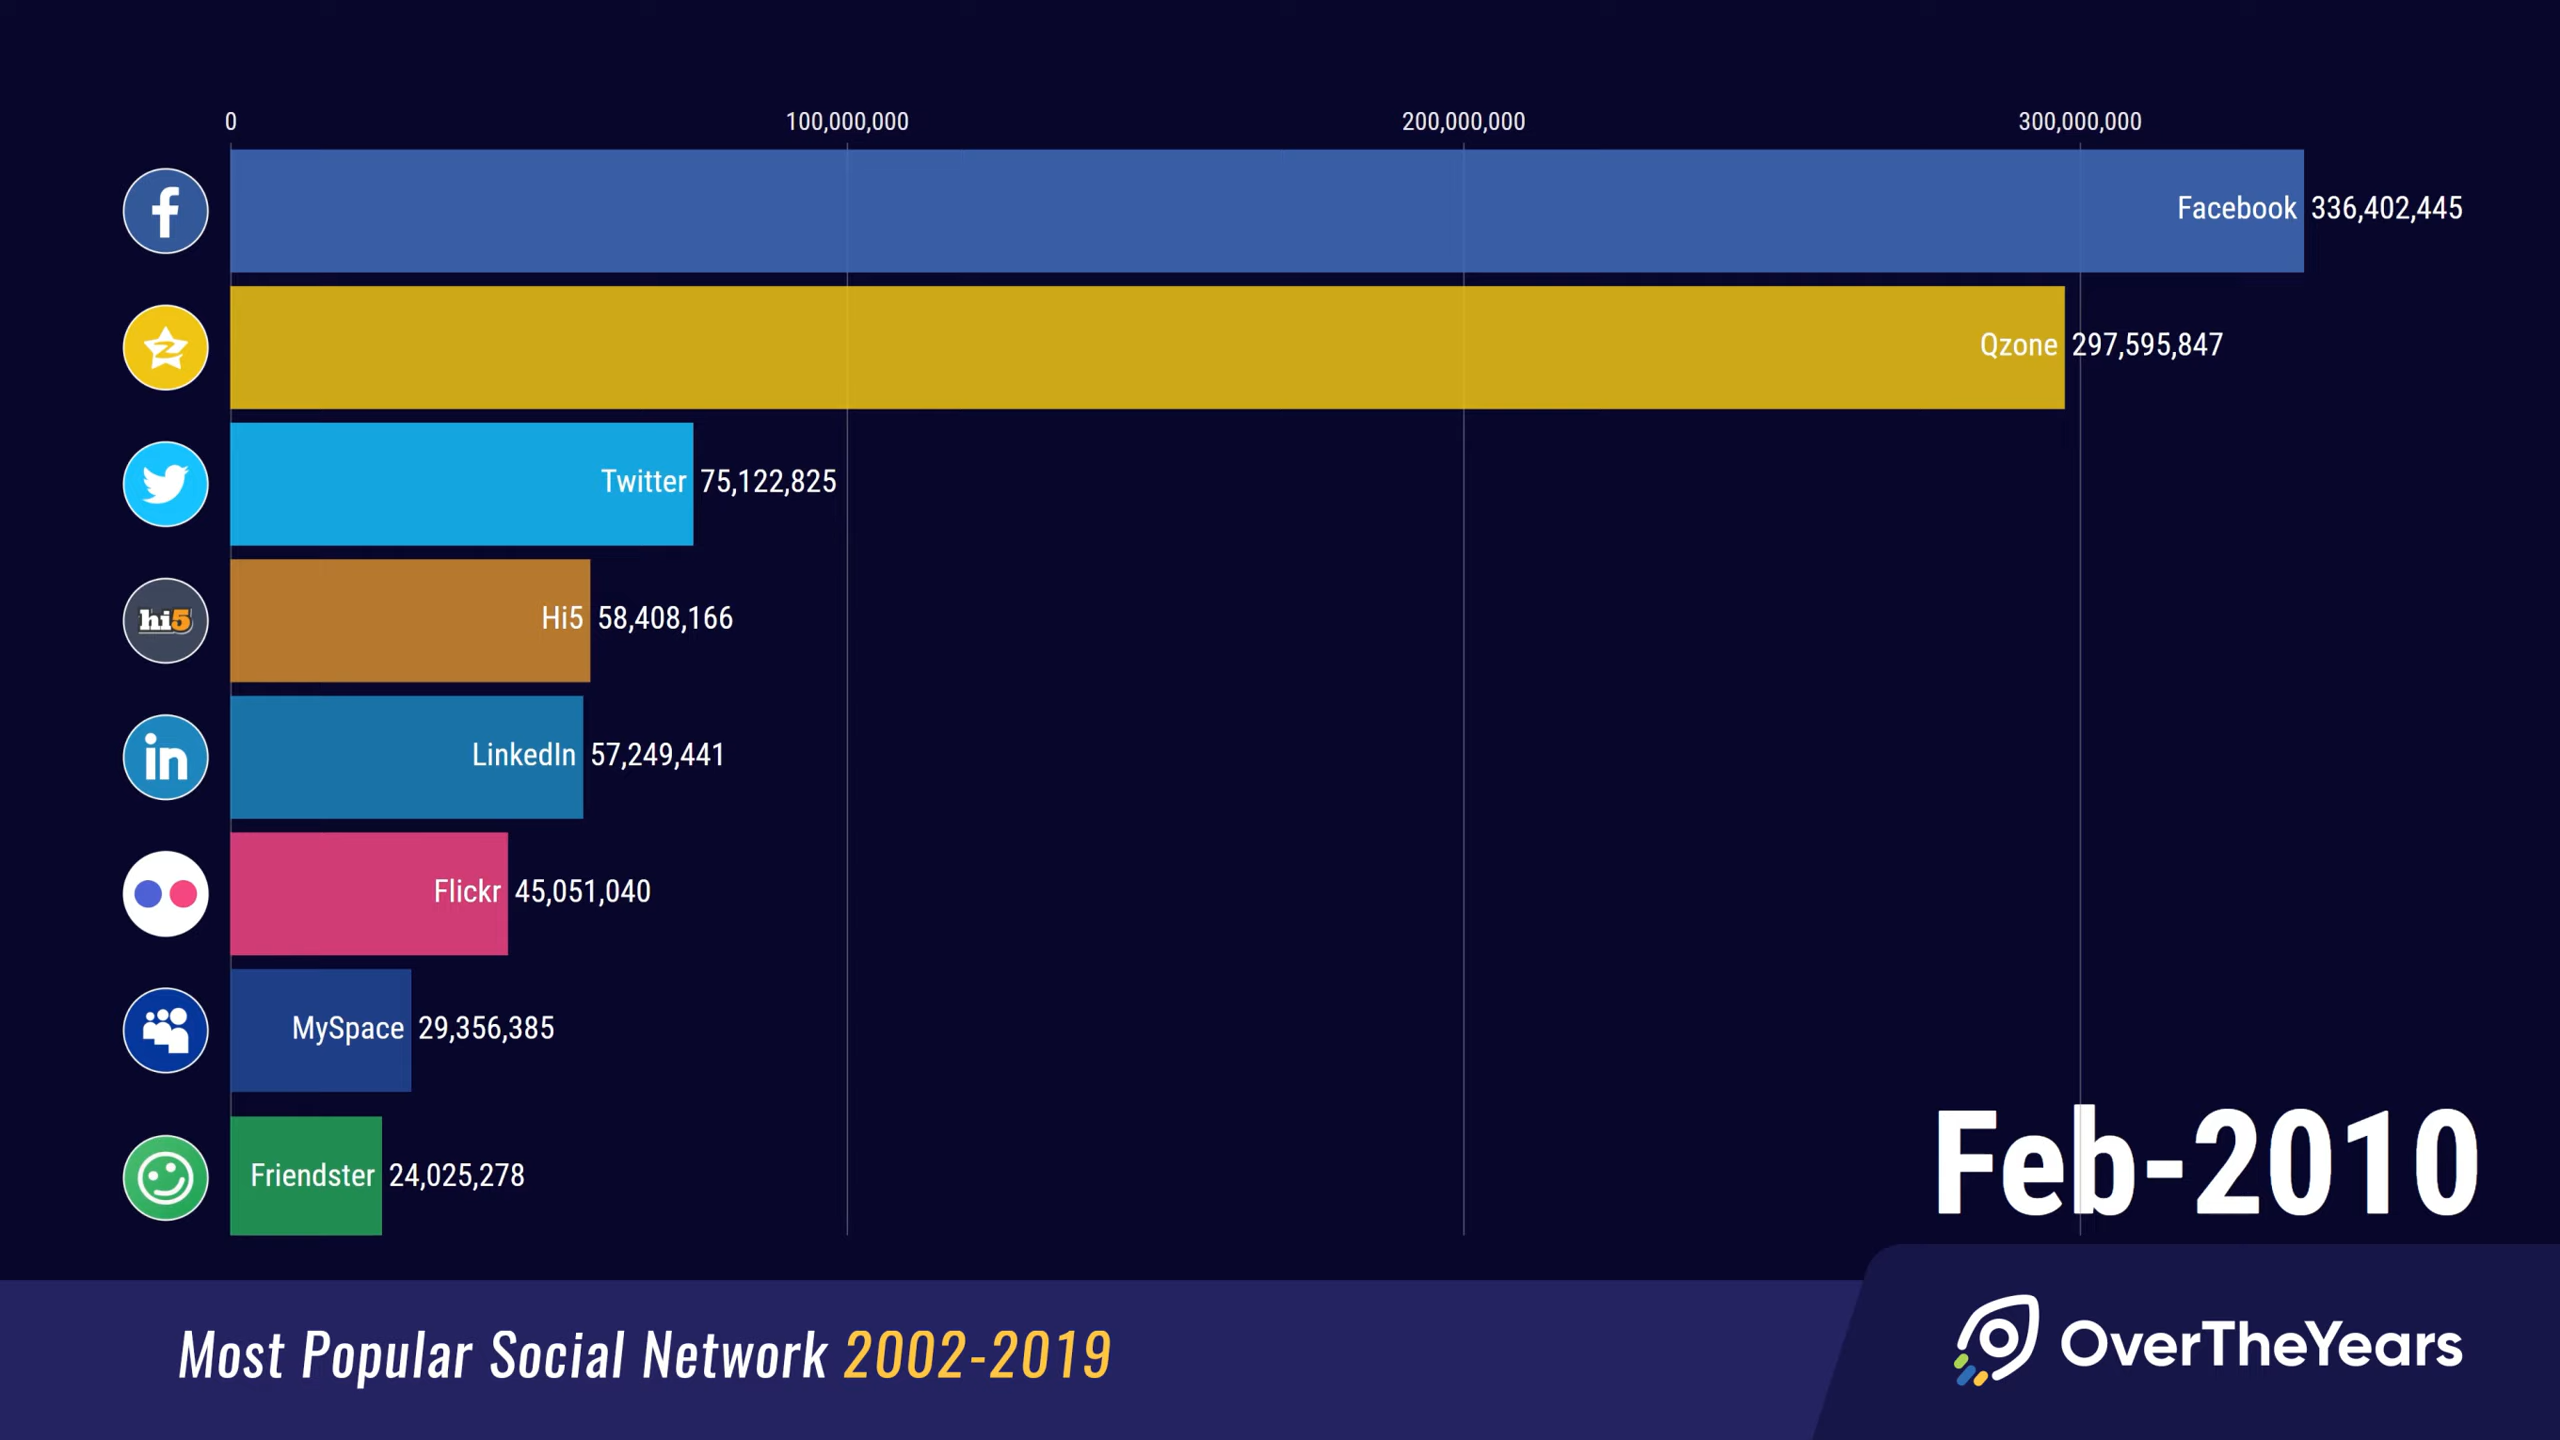 0 100,000,000 200,000,000 300,000,000
Facebook 336,402,445
Qzone 297,595,847
Twitter 75,122,825
hi5 Hi5 58,408,166
in LinkedIn 57,249,441
Flickr 45,051,040
MySpace 29,356,385
Friendster 24,025,278
Feb-2010
Most Popular Social Network 2002-2019
OverTheYears